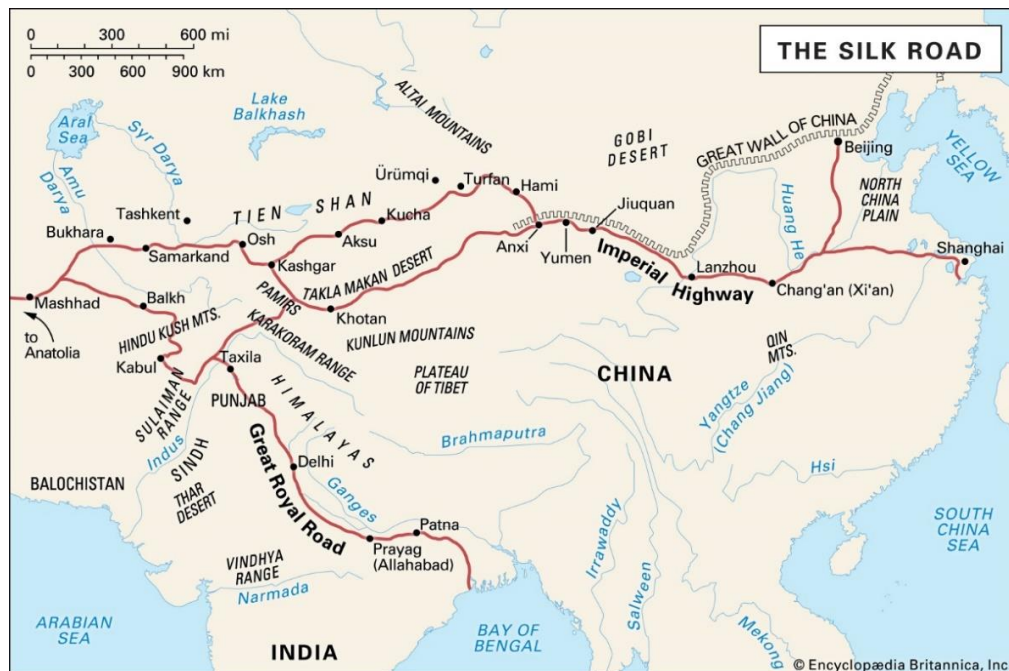 0 300 600 mi
0 300 600 900 km
THE SILK ROAD
Aral
Sea
Lake
Balkhash
ALTAI MOUNTAINS
GOBI
DESERT
GREAT WALL OF CHINA
Beijing
YELLOW
SEA
Syr Darya
Amu
Darya
Ürümqi
Turfan
Hami
Huang He
NORTH
CHINA
PLAIN
Tashkent
TIEN SHAN
Kucha
Jiuquan
Bukhara
Osh
Aksu
Anxi
Yumen
Imperial
Highway
Shanghai
Samarkand
Kashgar
TAKLA MAKAN DESERT
Lanzhou
Chang'an (Xi'an)
Mashhad
Balkh
PAMIRS
Khotan
to
Anatolia
HINDU KUSH MTS.
KARAKORAM RANGE
KUNLUN MOUNTAINS
QIN
MTS.
Kabul
Taxila
PLATEAU
OF TIBET
CHINA
Yangtze
(Chang Jiang)
SULAIMAN
RANGE
PUNJAB
HIMALAYAS
Indus
SINDH
Great Royal Road
Brahmaputra
Delhi
Hsi
BALOCHISTAN
THAR
DESERT
Ganges
Patna
Prayag
(Allahabad)
SOUTH
CHINA
SEA
VINDHYA
RANGE
Narmada
Irrawaddy
Salween
Mekong
ARABIAN
SEA
INDIA
BAY OF
BENGAL
© Encyclopædia Britannica, Inc.